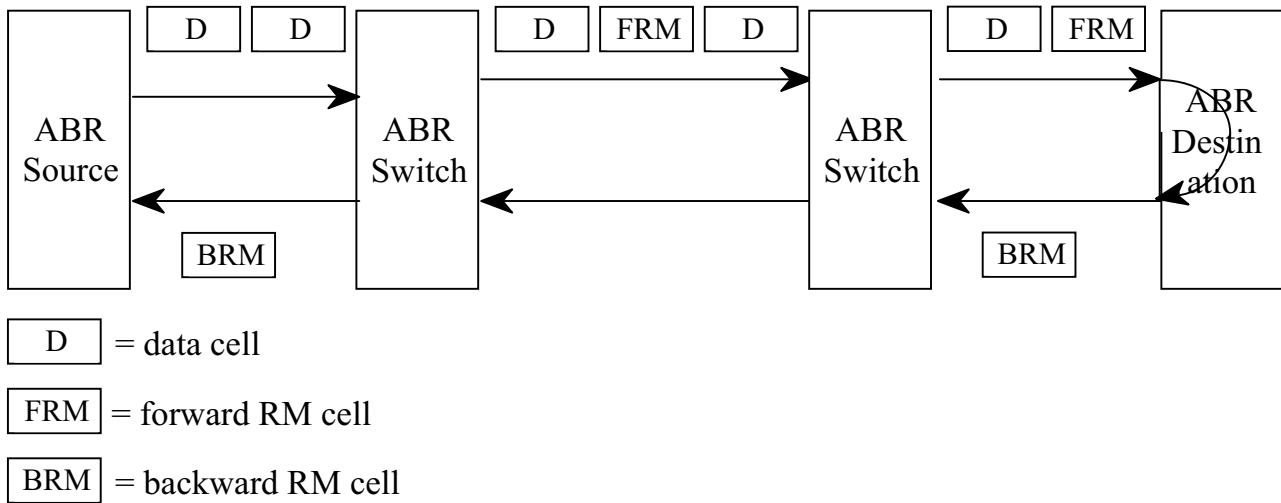 D D D FRM D D FRM
ABR
Source
ABR
Switch
ABR
Switch
ABR
Destin
ation
BRM BRM
D = data cell
FRM = forward RM cell
BRM = backward RM cell